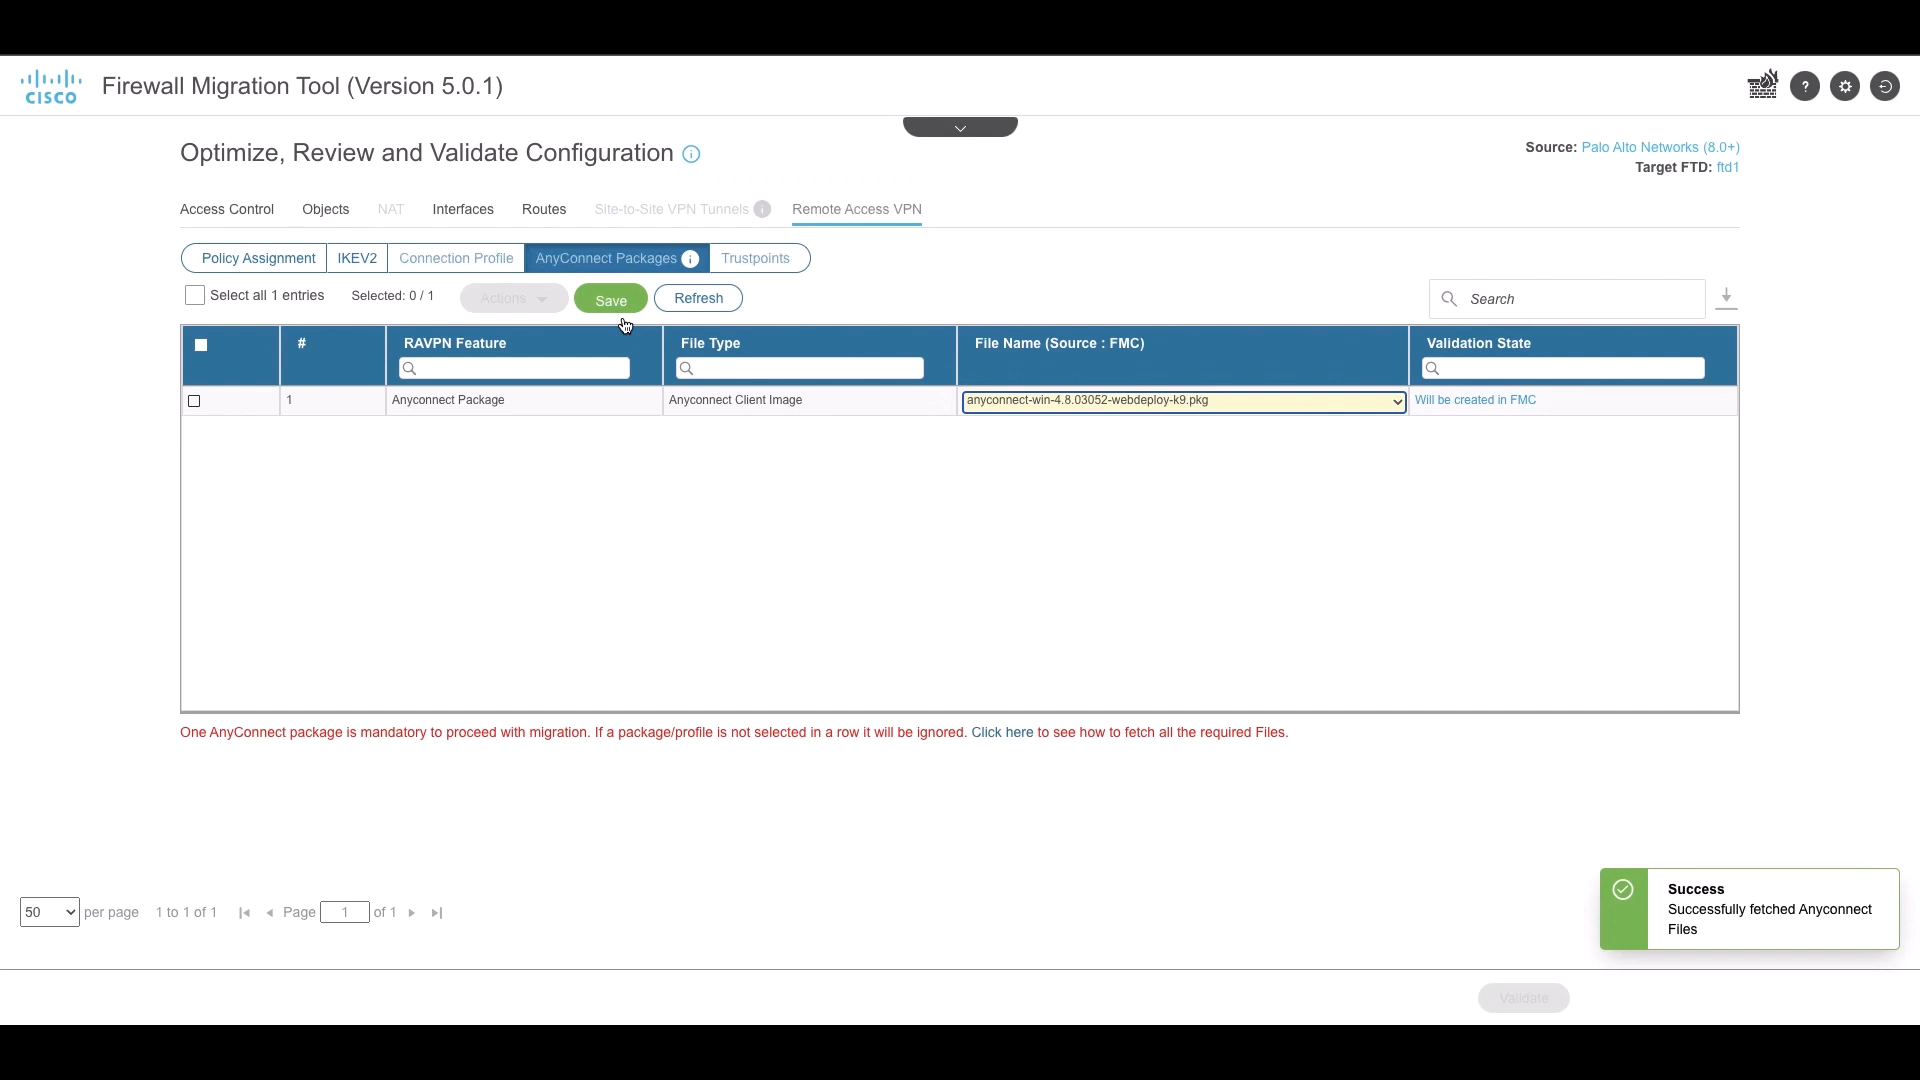 CISCO
Firewall Migration Tool (Version 5.0.1)
?
Optimize, Review and Validate Configuration i
Source: Palo Alto Networks (8.0+)
Target FTD: ftd1
Access Control Objects NAT Interfaces Routes Site-to-Site VPN Tunnels i Remote Access VPN
Policy Assignment IKEV2 Connection Profile AnyConnect Packages i Trustpoints
Select all 1 entries Selected: 0 / 1 Actions Save Refresh Search
# RAVPN Feature File Type File Name (Source : FMC) Validation State
1 Anyconnect Package Anyconnect Client Image anyconnect-win-4.8.03052-webdeploy-k9.pkg Will be created in FMC
One AnyConnect package is mandatory to proceed with migration. If a package/profile is not selected in a row it will be ignored. Click here to see how to fetch all the required Files.
Success
Successfully fetched Anyconnect
Files
50 per page 1 to 1 of 1 Page 1 of 1
Validate